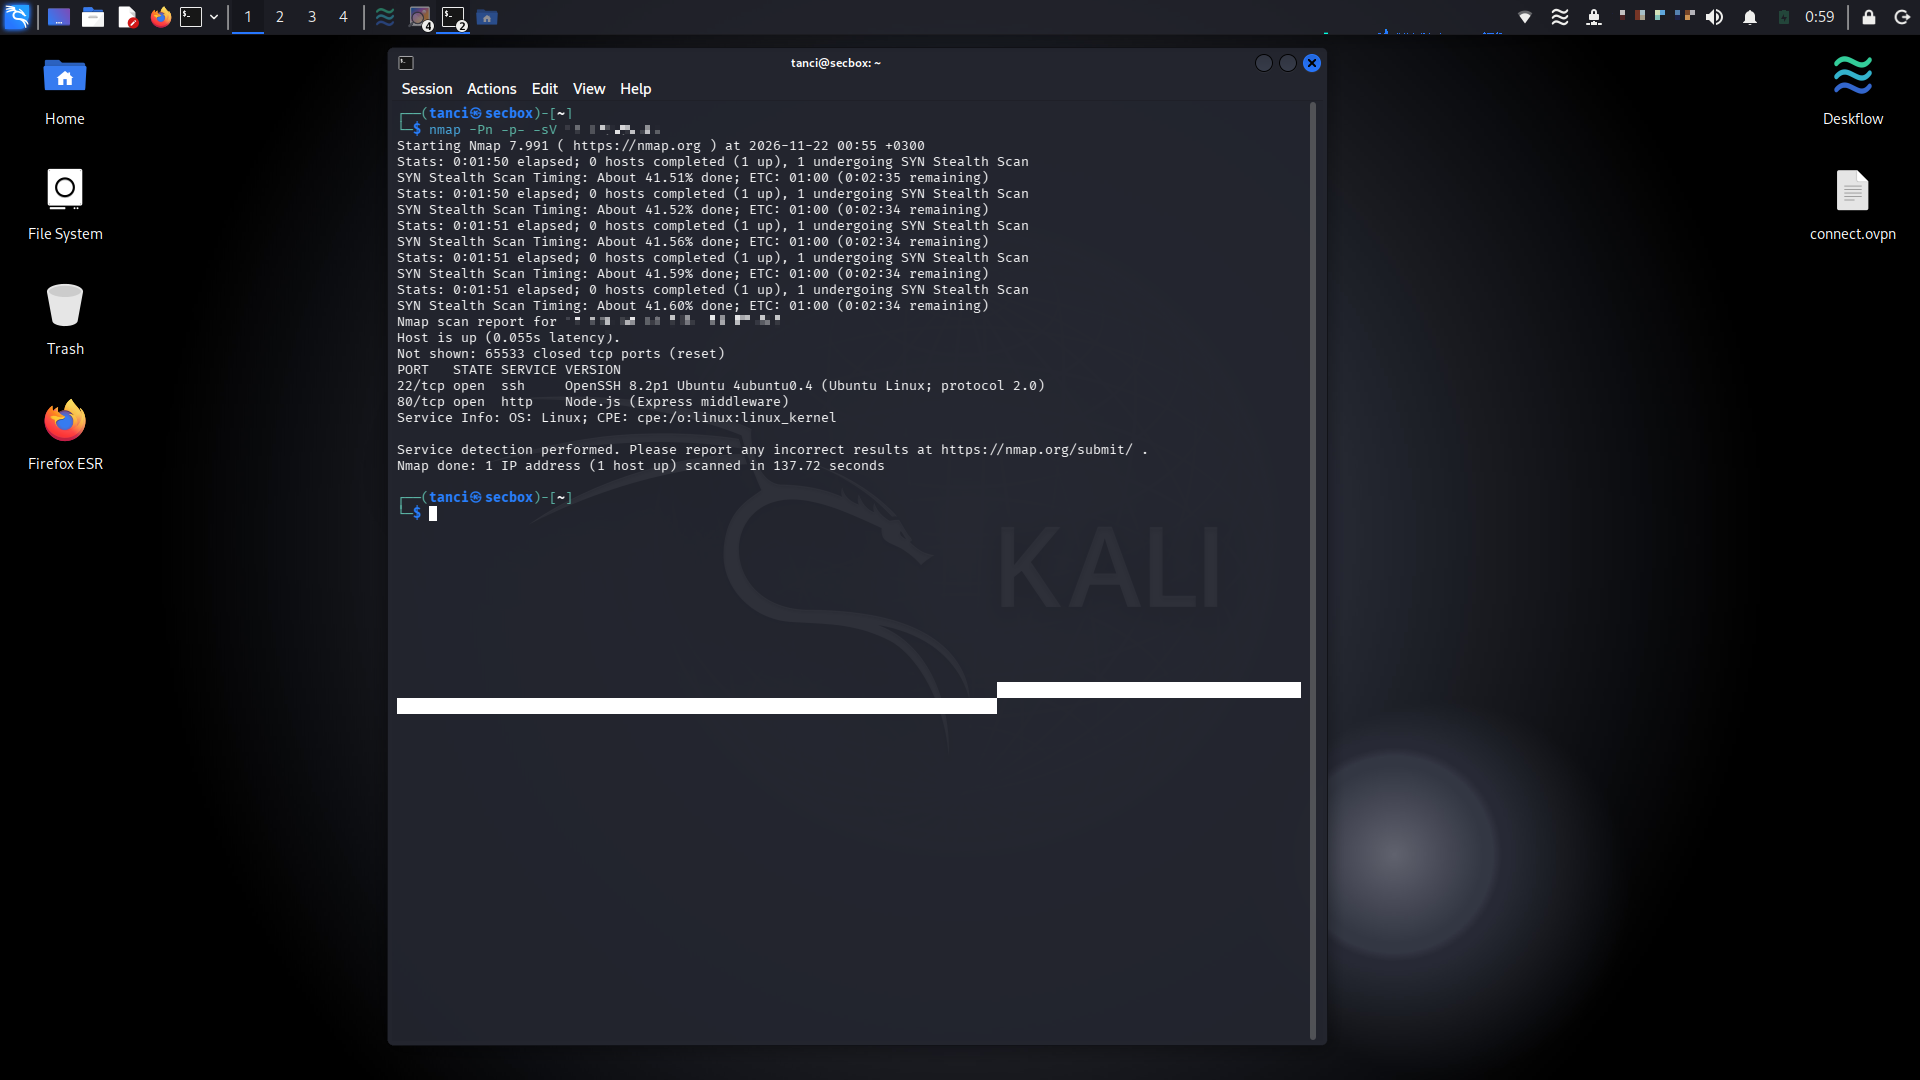 1 2 3 4
4
2
0:59
Home
File System
Trash
Firefox ESR
tanci@secbox: ~
Session Actions Edit View Help
┌──(tanci㉿secbox)-[~]
└─$ nmap -Pn -p- -sV
Starting Nmap 7.991 ( https://nmap.org ) at 2026-11-22 00:55 +0300
Stats: 0:01:50 elapsed; 0 hosts completed (1 up), 1 undergoing SYN Stealth Scan
SYN Stealth Scan Timing: About 41.51% done; ETC: 01:00 (0:02:35 remaining)
Stats: 0:01:50 elapsed; 0 hosts completed (1 up), 1 undergoing SYN Stealth Scan
SYN Stealth Scan Timing: About 41.52% done; ETC: 01:00 (0:02:34 remaining)
Stats: 0:01:51 elapsed; 0 hosts completed (1 up), 1 undergoing SYN Stealth Scan
SYN Stealth Scan Timing: About 41.56% done; ETC: 01:00 (0:02:34 remaining)
Stats: 0:01:51 elapsed; 0 hosts completed (1 up), 1 undergoing SYN Stealth Scan
SYN Stealth Scan Timing: About 41.59% done; ETC: 01:00 (0:02:34 remaining)
Stats: 0:01:51 elapsed; 0 hosts completed (1 up), 1 undergoing SYN Stealth Scan
SYN Stealth Scan Timing: About 41.60% done; ETC: 01:00 (0:02:34 remaining)
Nmap scan report for
Host is up (0.055s latency).
Not shown: 65533 closed tcp ports (reset)
PORT   STATE SERVICE VERSION
22/tcp open  ssh     OpenSSH 8.2p1 Ubuntu 4ubuntu0.4 (Ubuntu Linux; protocol 2.0)
80/tcp open  http    Node.js (Express middleware)
Service Info: OS: Linux; CPE: cpe:/o:linux:linux_kernel
Service detection performed. Please report any incorrect results at https://nmap.org/submit/ .
Nmap done: 1 IP address (1 host up) scanned in 137.72 seconds
┌──(tanci㉿secbox)-[~]
└─$
KALI
Deskflow
connect.ovpn